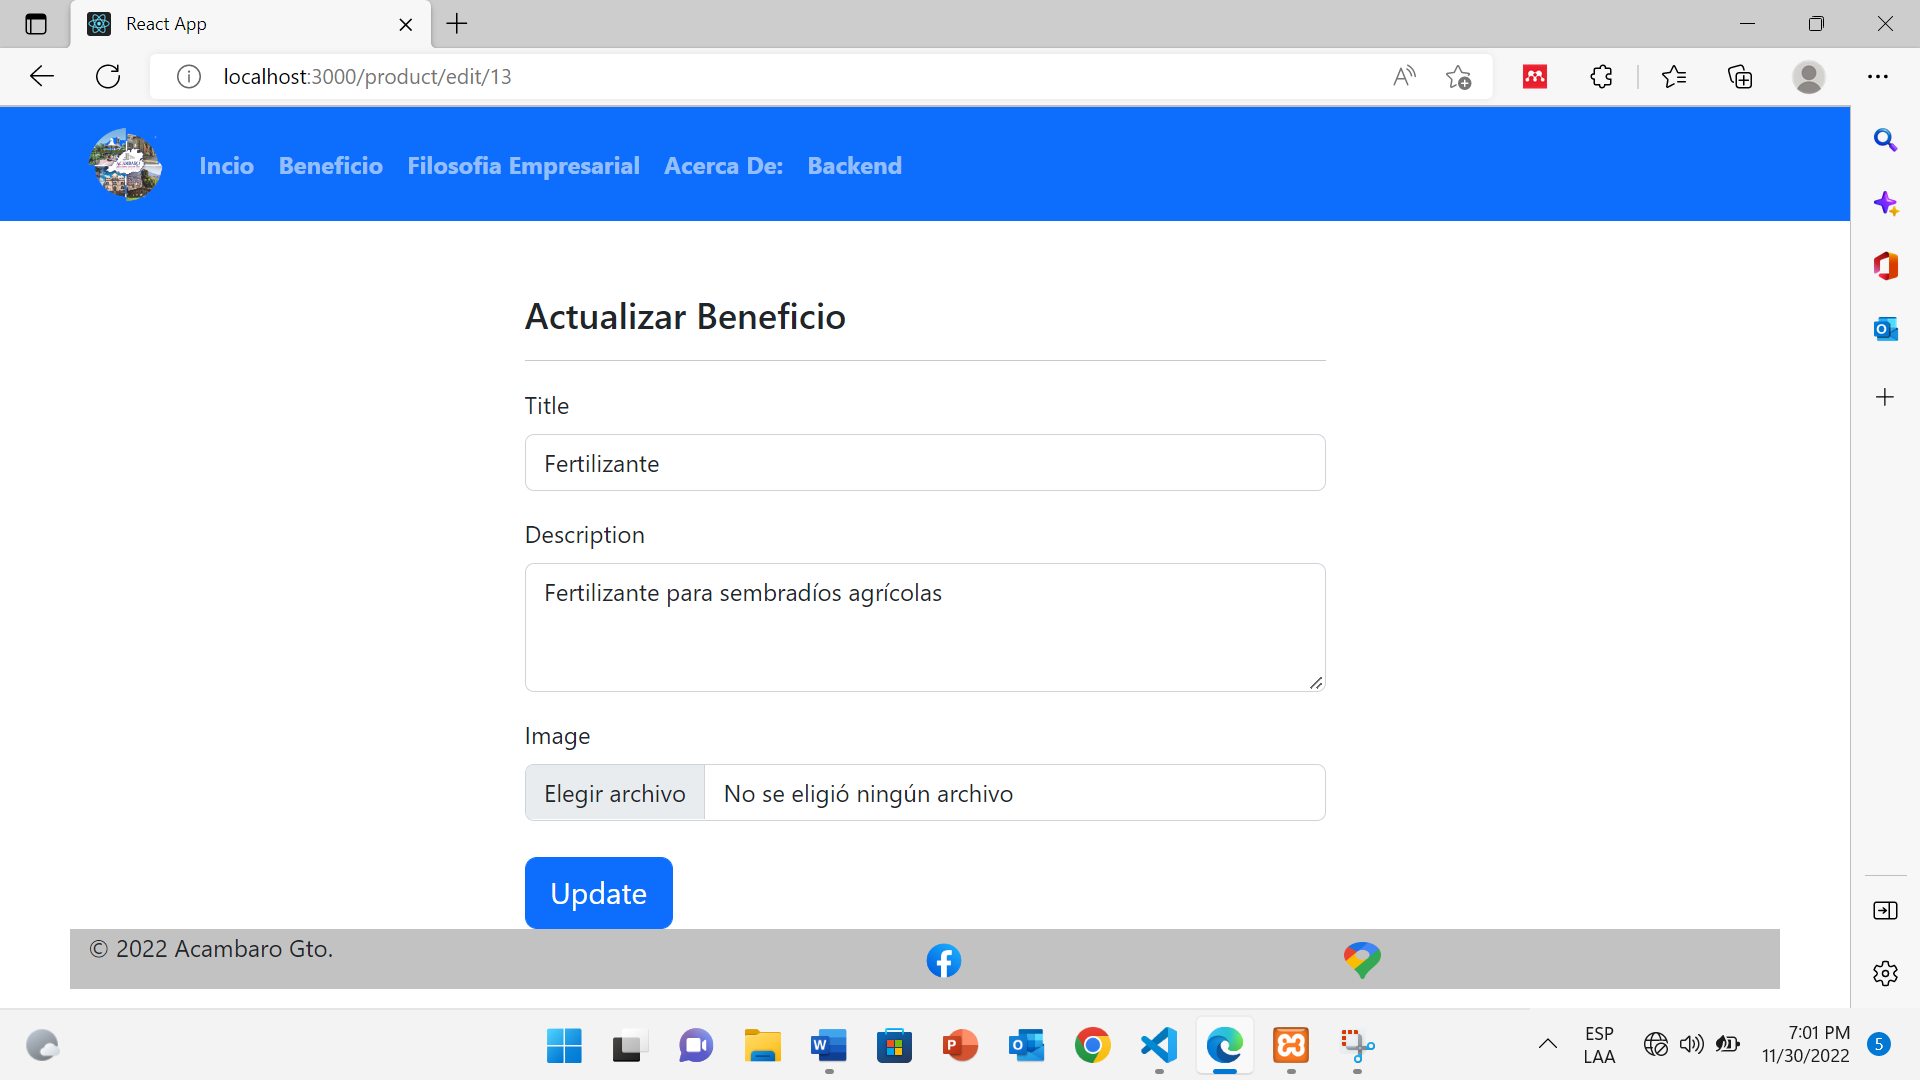 React App
localhost:3000/product/edit/13
Incio Beneficio Filosofia Empresarial Acerca De: Backend
Actualizar Beneficio
Title
Fertilizante
Description
Fertilizante para sembradíos agrícolas
Image
Elegir archivo No se eligió ningún archivo
Update
© 2022 Acambaro Gto.
ESP
LAA
7:01 PM
11/30/2022
5